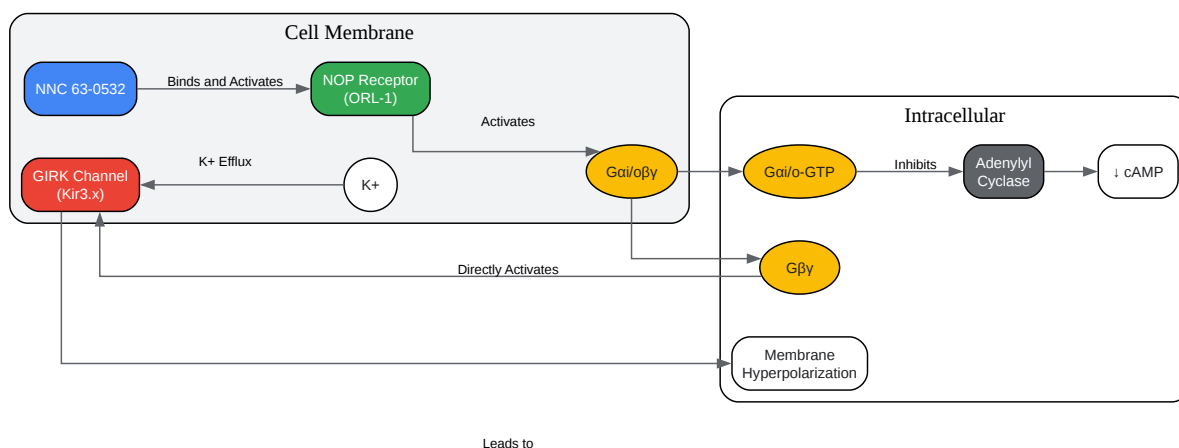 Cell Membrane
NNC 63-0532
Binds and Activates
NOP Receptor
(ORL-1)
Activates
GIRK Channel
(Kir3.x)
K+ Efflux
K+
Gαi/oβγ
Intracellular
Gαi/o-GTP
Inhibits
Adenylyl
Cyclase
↓ cAMP
Directly Activates
Gβγ
Membrane
Hyperpolarization
Leads to